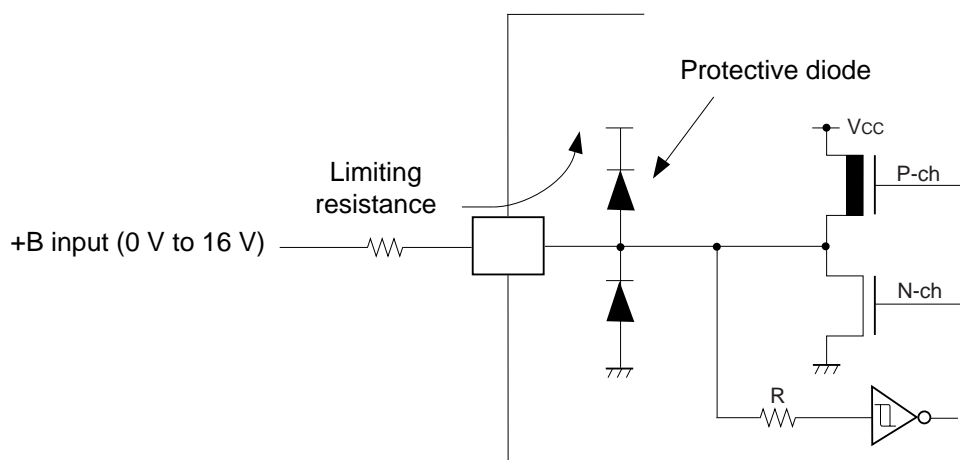 Protective diode
VCC
Limiting
resistance
P-ch
+B input (0 V to 16 V)
N-ch
R